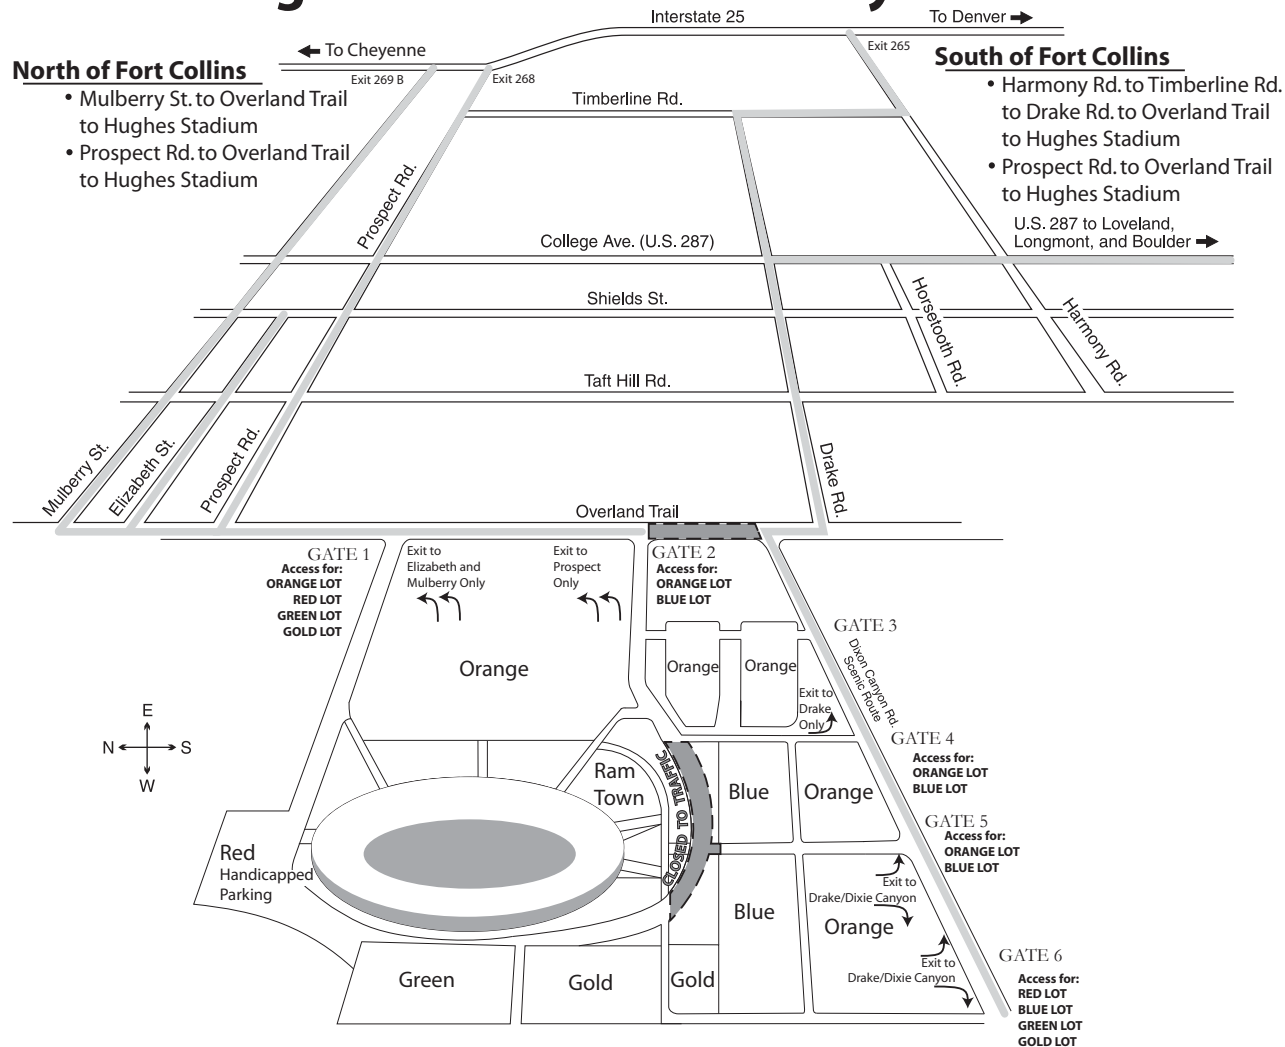 Interstate 25
To Denver
To Cheyenne
Exit 269 B
Exit 268
Exit 265
North of Fort Collins
• Mulberry St. to Overland Trail
to Hughes Stadium
• Prospect Rd. to Overland Trail
to Hughes Stadium
South of Fort Collins
• Harmony Rd. to Timberline Rd.
to Drake Rd. to Overland Trail
to Hughes Stadium
• Prospect Rd. to Overland Trail
to Hughes Stadium
Timberline Rd.
Prospect Rd.
College Ave. (U.S. 287)
U.S. 287 to Loveland,
Longmont, and Boulder
Shields St.
Horsetooth Rd.
Harmony Rd.
Taft Hill Rd.
Mulberry St.
Elizabeth St.
Prospect Rd.
Drake Rd.
Overland Trail
GATE 1
Access for:
ORANGE LOT
RED LOT
GREEN LOT
GOLD LOT
Exit to
Elizabeth and
Mulberry Only
Exit to
Prospect
Only
GATE 2
Access for:
ORANGE LOT
BLUE LOT
GATE 3
Dixon Canyon Rd.
Scenic Route
Orange
Orange
Orange
Exit to
Drake
Only
E
N
S
W
GATE 4
Access for:
ORANGE LOT
BLUE LOT
Ram
Town
CLOSED TO TRAFFIC
Blue
Orange
GATE 5
Access for:
ORANGE LOT
BLUE LOT
Red
Handicapped
Parking
Exit to
Drake/Dixie Canyon
Blue
Orange
Exit to
Drake/Dixie Canyon
GATE 6
Access for:
RED LOT
BLUE LOT
GREEN LOT
GOLD LOT
Green
Gold
Gold